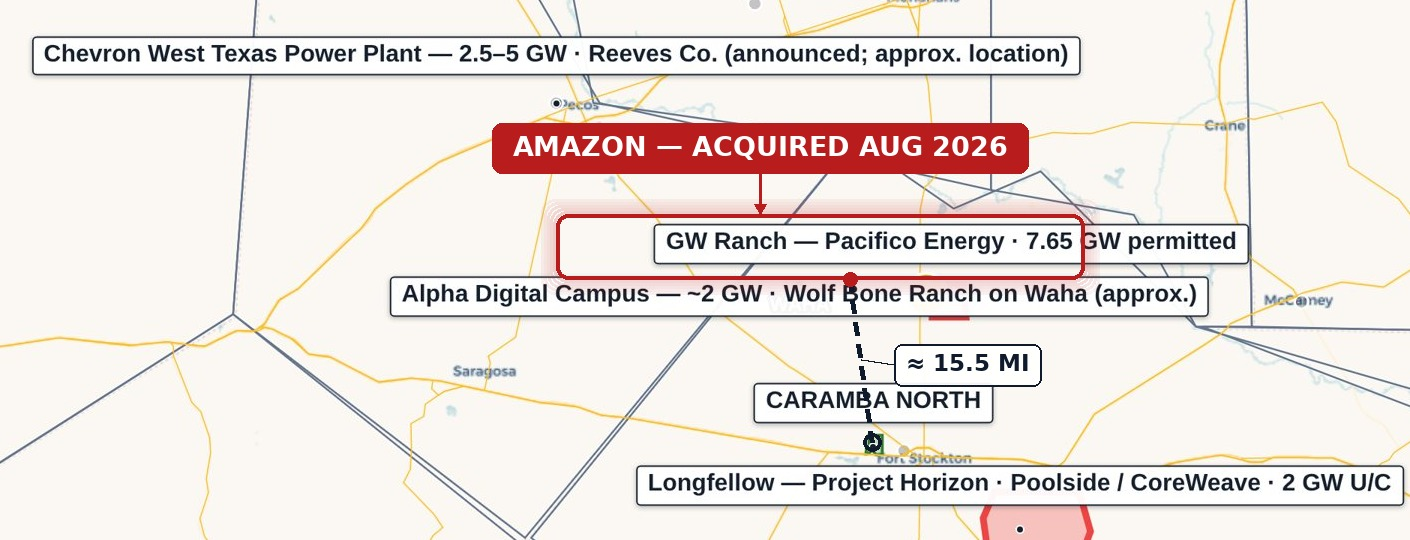 Chevron West Texas Power Plant — 2.5–5 GW · Reeves Co. (announced; approx. location)
Pecos
AMAZON — ACQUIRED AUG 2026
Crane
GW Ranch — Pacifico Energy · 7.65 GW permitted
Alpha Digital Campus — ~2 GW · Wolf Bone Ranch on Waha (approx.)
McCamey
≈ 15.5 MI
Saragosa
CARAMBA NORTH
Fort Stockton
Longfellow — Project Horizon · Poolside / CoreWeave · 2 GW U/C